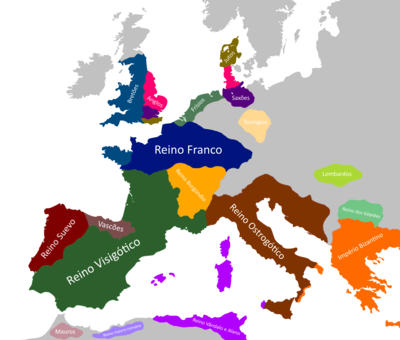 Jutos
Bretões
Anglos
Frísios
Saxões
Turíngios
Reino Franco
Lombardos
Reino Burgúndio
Reino dos Gépidas
Vascões
Reino Suevo
Reino Ostrogótico
Império Bizantino
Reino Visigótico
Reino Vândalo e Alano
Mauros